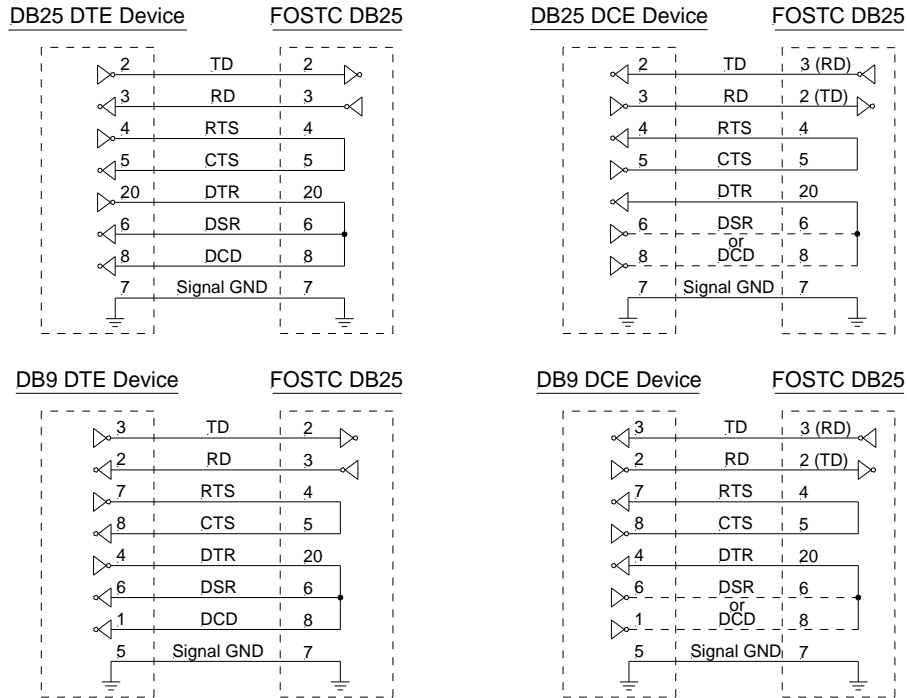 DB25 DTE Device FOSTC DB25
2 TD 2
3 RD 3
4 RTS 4
5 CTS 5
20 DTR 20
6 DSR 6
8 DCD 8
7 Signal GND 7
DB25 DCE Device FOSTC DB25
2 TD 3 (RD)
3 RD 2 (TD)
4 RTS 4
5 CTS 5
DTR 20
6 DSR 6
or
8 DCD 8
7 Signal GND 7
DB9 DTE Device FOSTC DB25
3 TD 2
2 RD 3
7 RTS 4
8 CTS 5
4 DTR 20
6 DSR 6
1 DCD 8
5 Signal GND 7
DB9 DCE Device FOSTC DB25
3 TD 3 (RD)
2 RD 2 (TD)
7 RTS 4
8 CTS 5
4 DTR 20
6 DSR 6
or
1 DCD 8
5 Signal GND 7